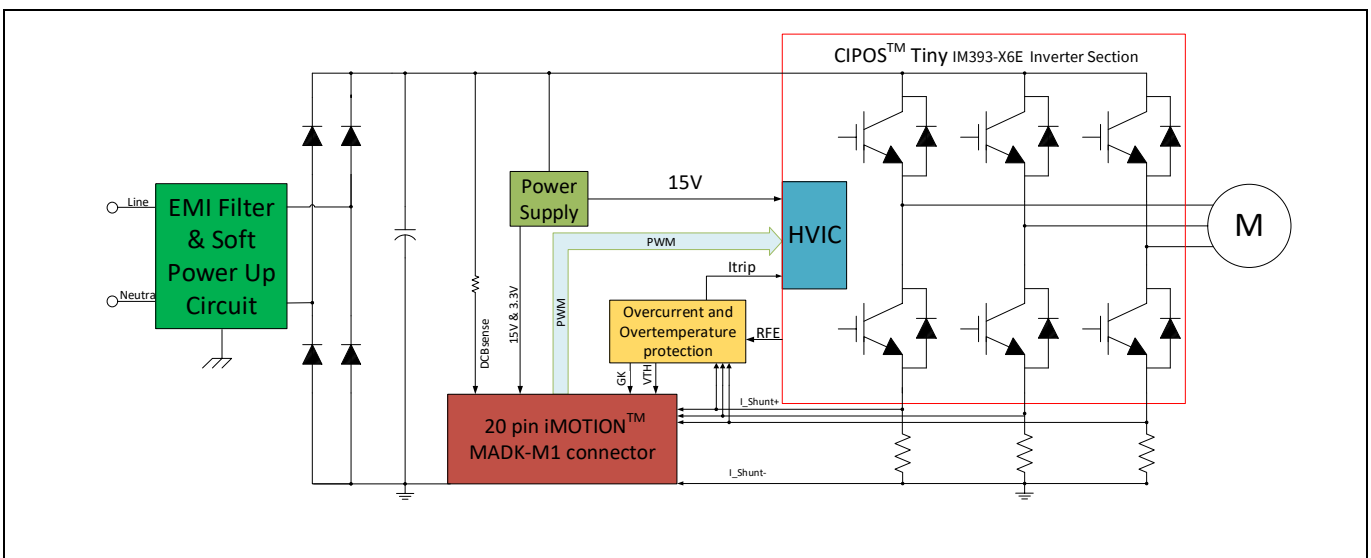 CIPOS™ Tiny IM393-X6E Inverter Section
Line
EMI Filter
& Soft
Power Up
Circuit
Neutra
Power
Supply
15V
HVIC
PWM
Itrip
M
DCBsense
15V & 3.3V
PWM
Overcurrent and
Overtemperature
protection
RFE
GK
VTH
I_Shunt+
20 pin iMOTION™
MADK-M1 connector
I_Shunt-